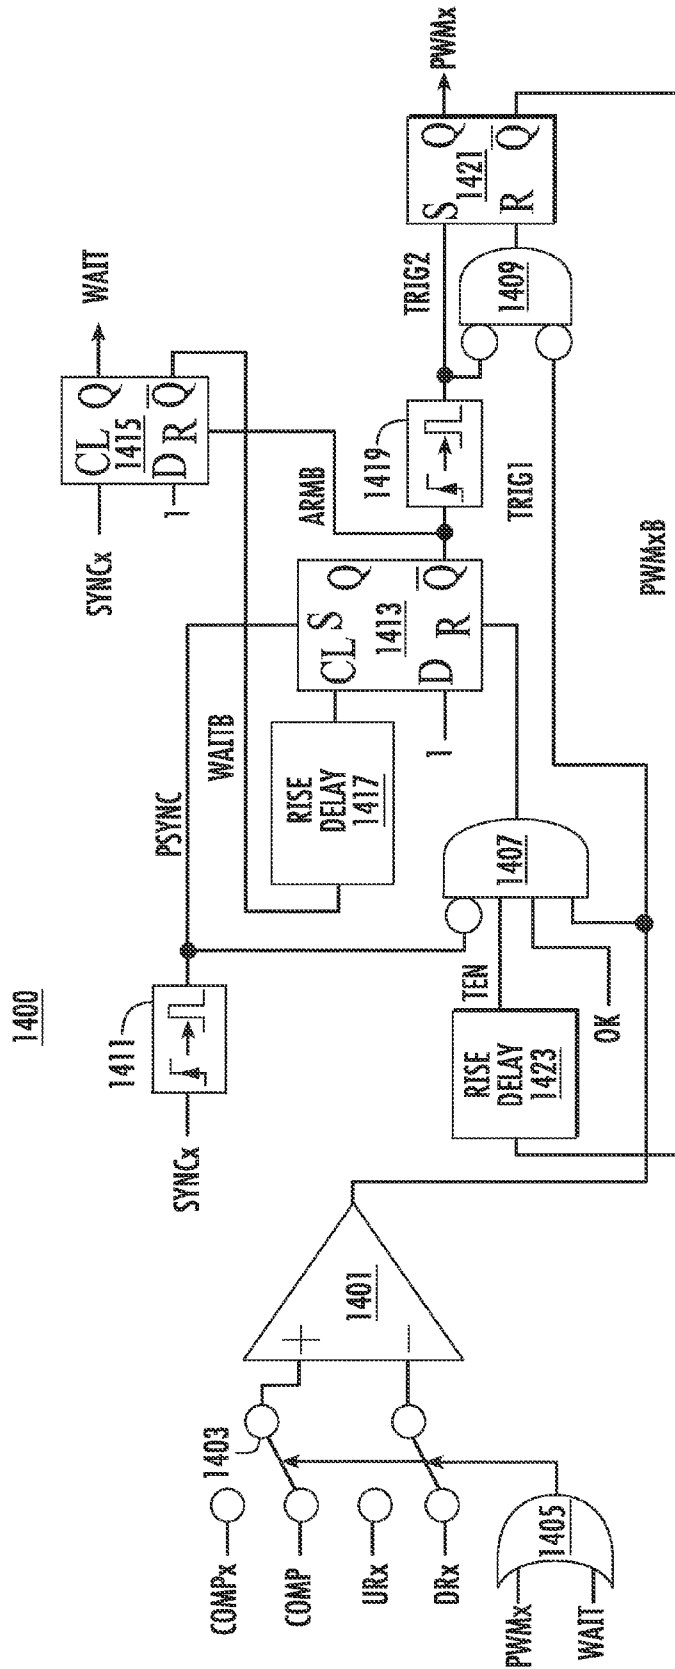 1400
SYNCx
1411
PSYNC
WAITB
SYNCx
1
CL
Q
1415
D
R
Q
WAIT
ARMB
RISE
DELAY
1417
CL
S
Q
1413
D
R
Q
1
1419
TRIG2
TRIG1
S
Q
1421
R
Q
PWMx
1409
PWMxB
1407
TEN
OK
RISE
DELAY
1423
1401
+
−
1403
COMPx
COMP
URx
DRx
1405
PWMx
WAIT